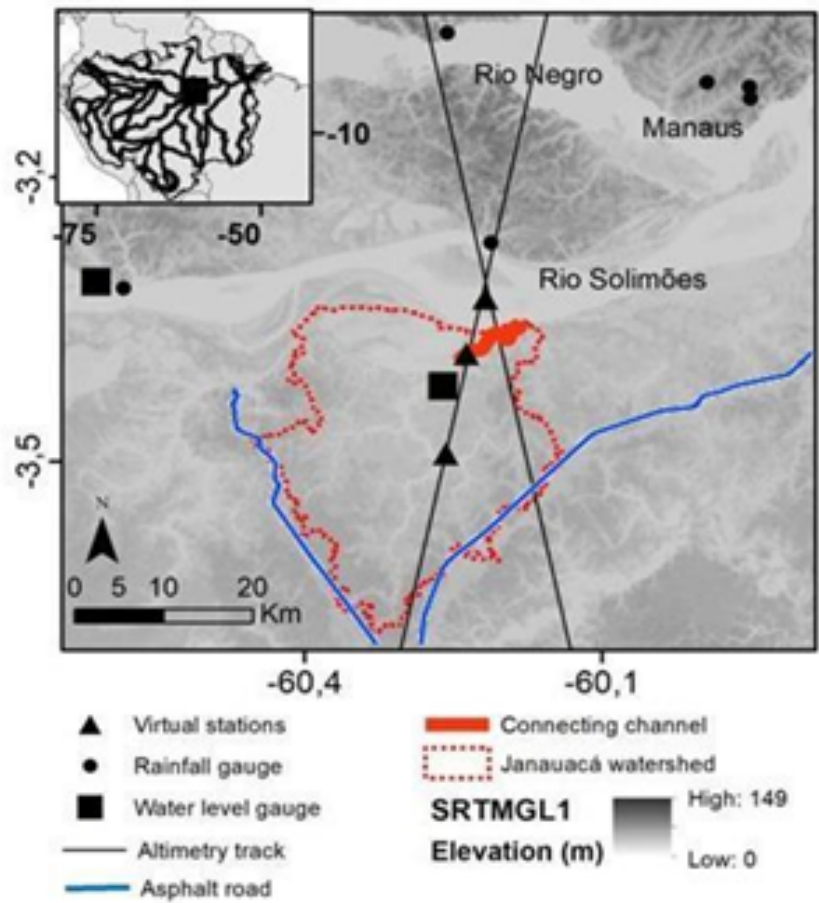 Rio Negro
Manaus
-10
-3,2
-75
-50
Rio Solimões
-3,5
N
0 5 10 20
Km
-60,4
-60,1
Virtual stations
Rainfall gauge
Water level gauge
Altimetry track
Asphalt road
Connecting channel
Janauacá watershed
SRTMGL1
Elevation (m)
High: 149
Low: 0